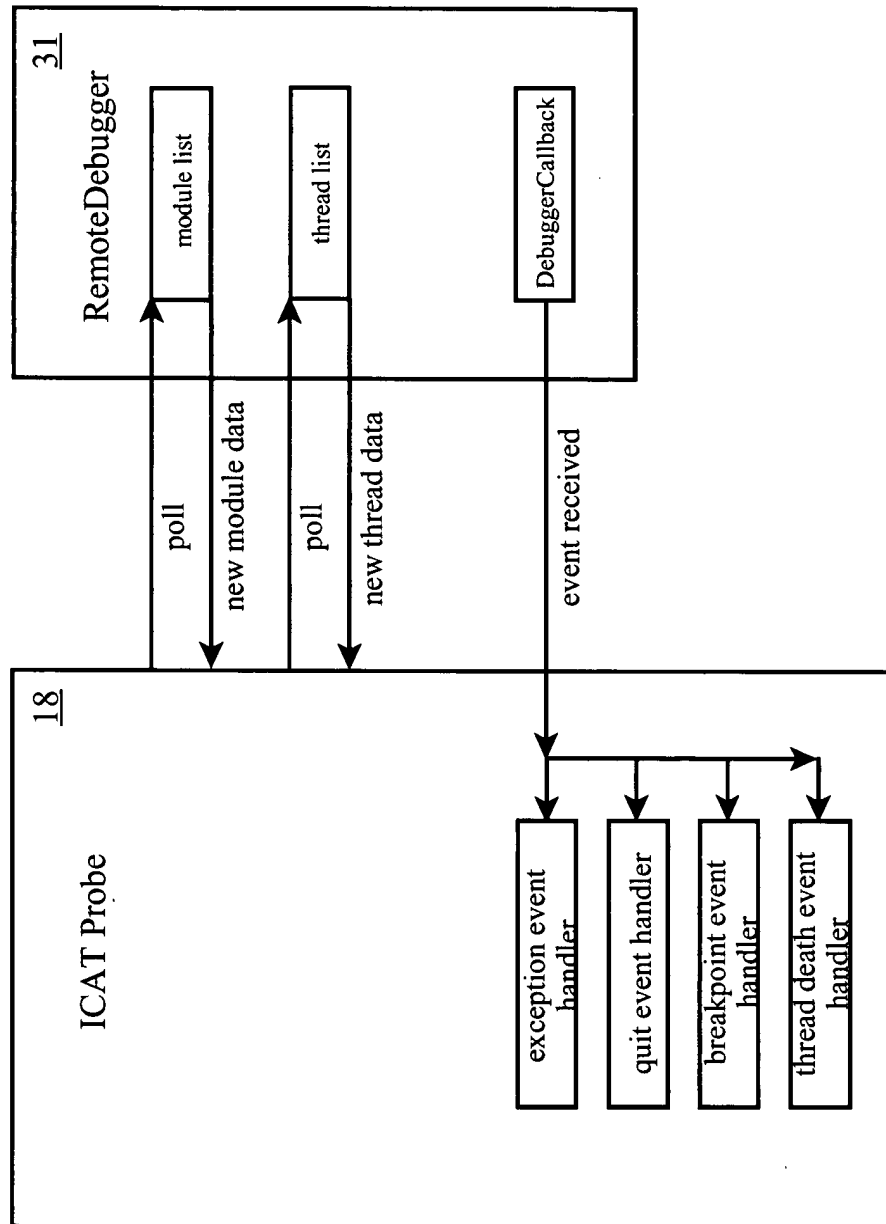 ICAT Probe
18
exception event
handler
quit event handler
breakpoint event
handler
thread death event
handler
poll
new module data
poll
new thread data
event received
RemoteDebugger
31
module list
thread list
DebuggerCallback